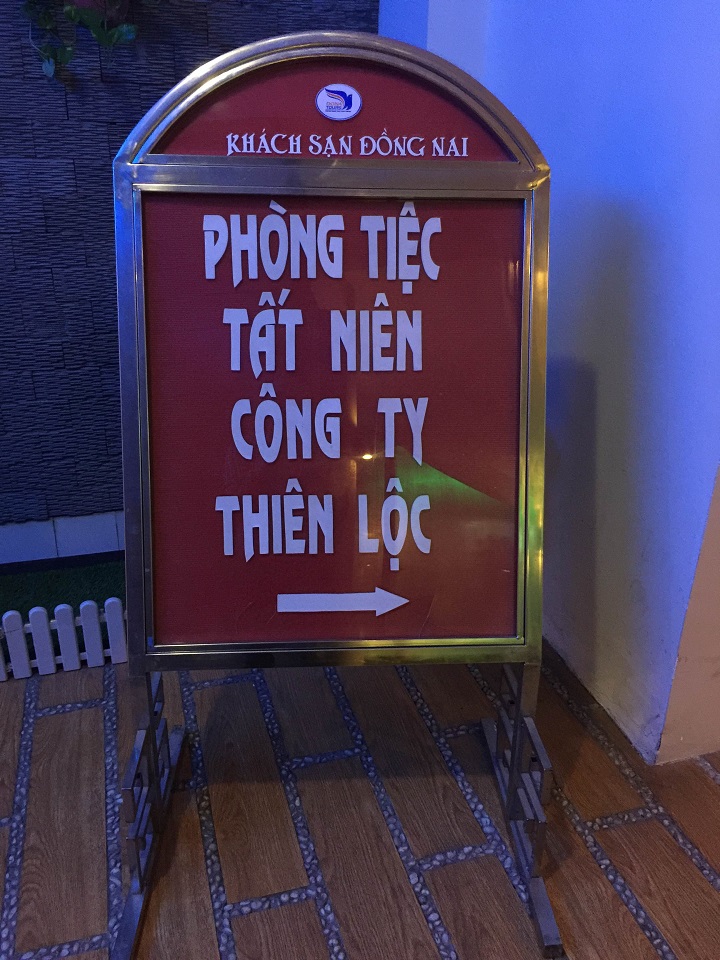 KHÁCH SẠN ĐỒNG NAI
PHÒNG TIỆC
TẤT NIÊN
CÔNG TY
THIÊN LỘC